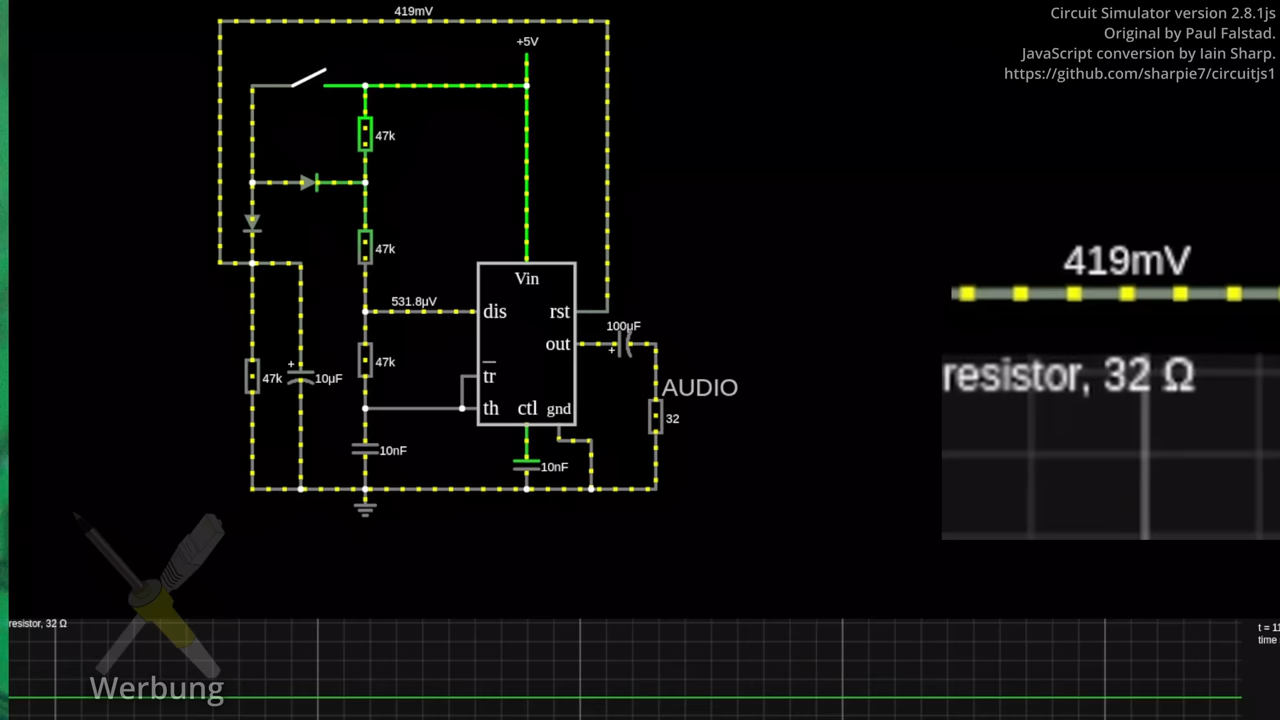 419mV
Circuit Simulator version 2.8.1js
Original by Paul Falstad.
JavaScript conversion by Iain Sharp.
https://github.com/sharpie7/circuitjs1
+5V
47k
47k
531.8μV
Vin
dis
rst
100μF
+
out
47k
tr
th
ctl
gnd
AUDIO
32
47k
+
10μF
10nF
10nF
419mV
resistor, 32 Ω
resistor, 32 Ω
time
Werbung